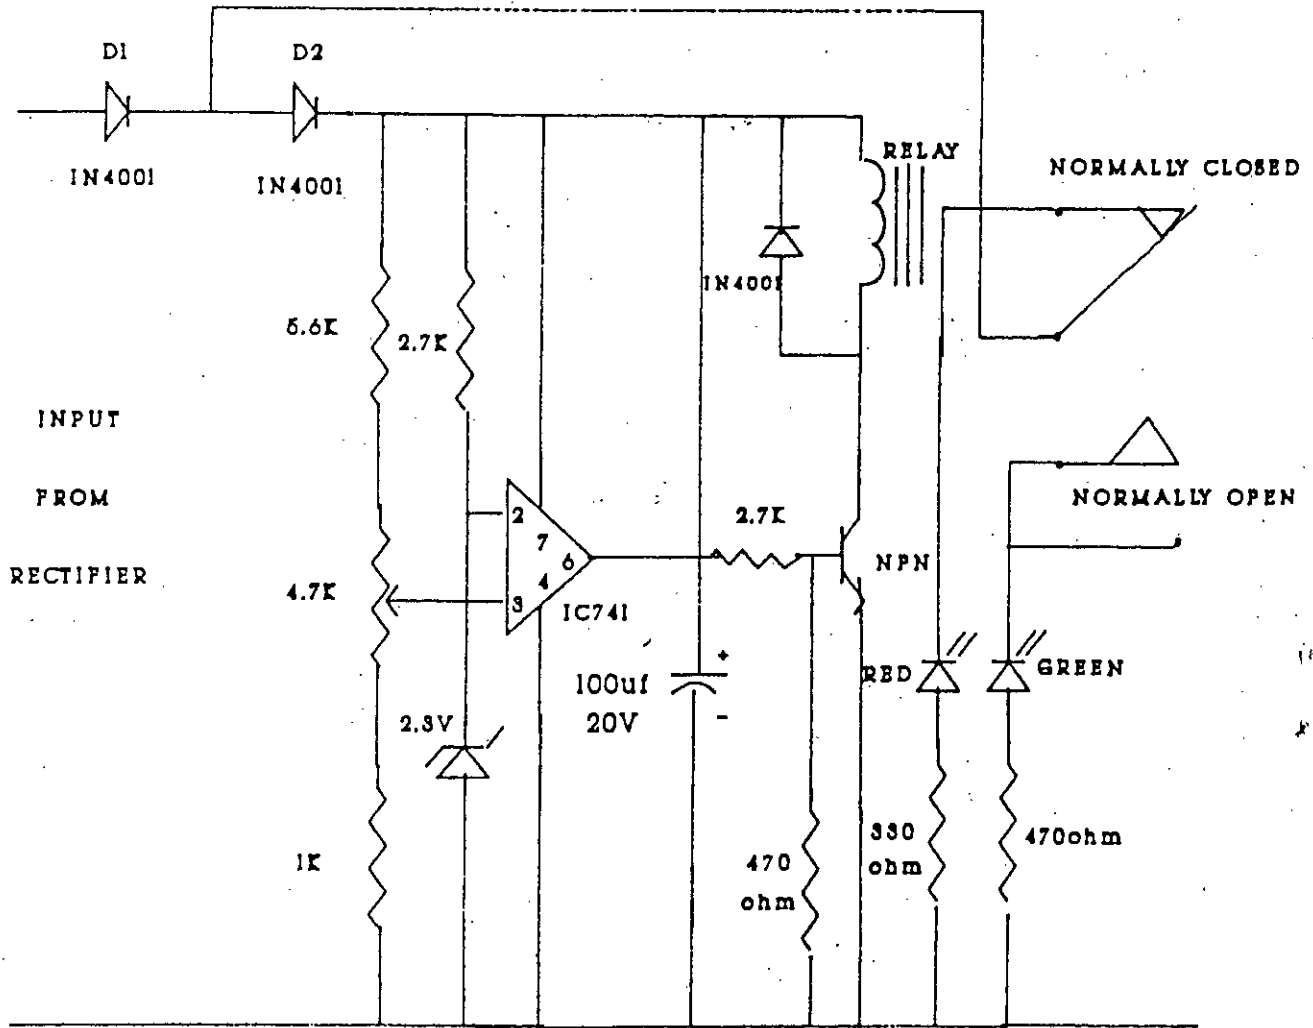 D1
D2
RELAY
NORMALLY CLOSED
IN4001
IN4001
IN4001
5.6K
2.7K
INPUT
FROM
RECTIFIER
2
7
6
4
3
IC741
2.7K
NPN
NORMALLY OPEN
4.7K
+
100uf
20V
-
RED
GREEN
2.3V
1K
470
ohm
330
ohm
470ohm